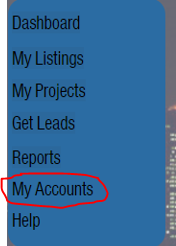 Dashboard
My Listings
My Projects
Get Leads
Reports
My Accounts
Help